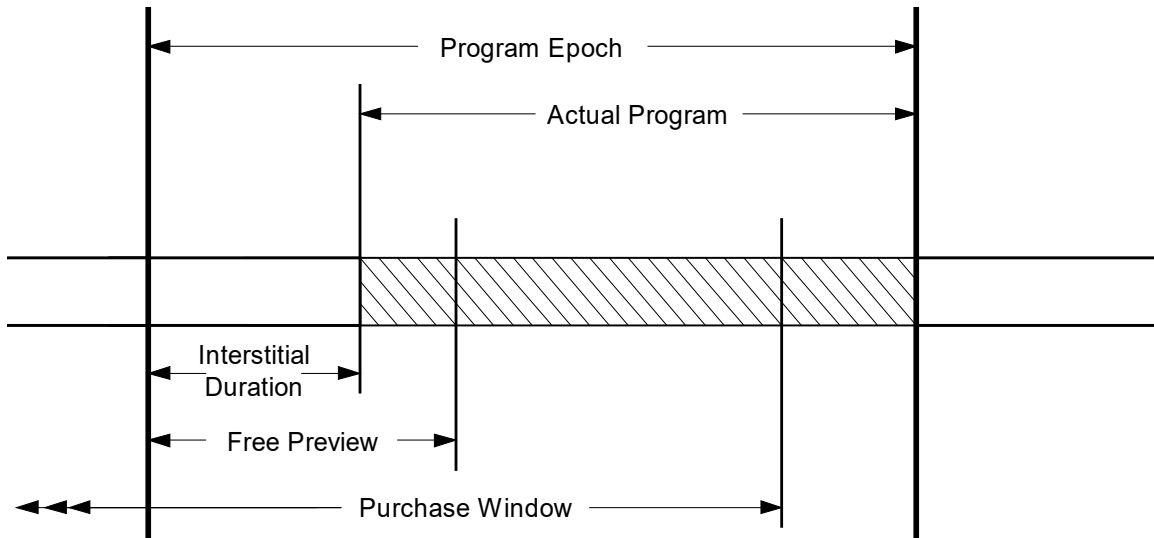 Program Epoch
Actual Program
Interstitial
Duration
Free Preview
Purchase Window